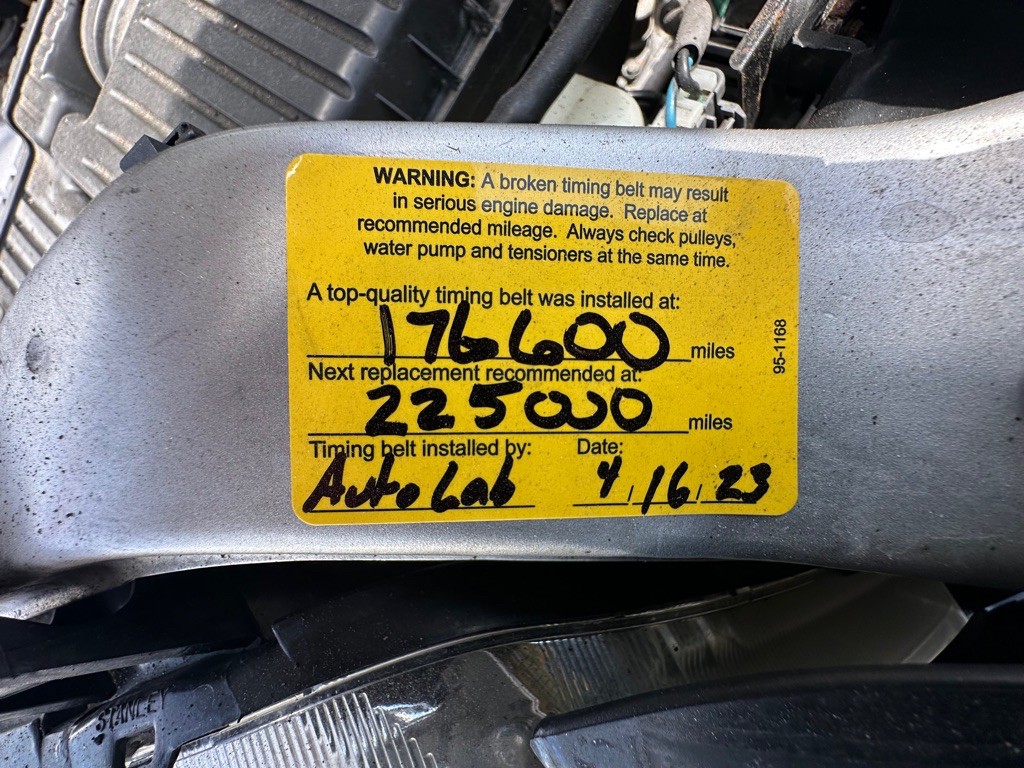 WARNING: A broken timing belt may result
in serious engine damage. Replace at
recommended mileage. Always check pulleys,
water pump and tensioners at the same time.
A top-quality timing belt was installed at:
176600 miles
Next replacement recommended at:
225000 miles
Timing belt installed by: Date:
Auto Lab 4, 16, 23
95-1168
STANLEY